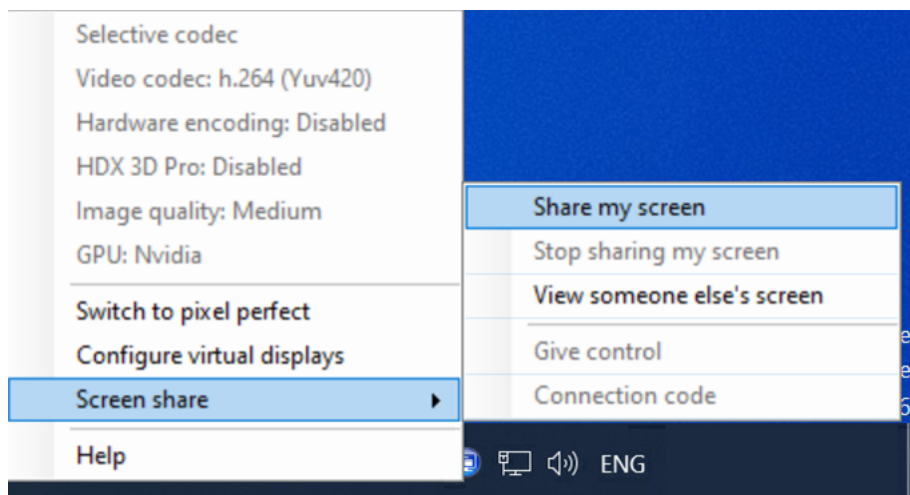 Selective codec
Video codec: h.264 (Yuv420)
Hardware encoding: Disabled
HDX 3D Pro: Disabled
Image quality: Medium
GPU: Nvidia
Switch to pixel perfect
Configure virtual displays
Screen share
Help
Share my screen
Stop sharing my screen
View someone else's screen
Give control
Connection code
ENG